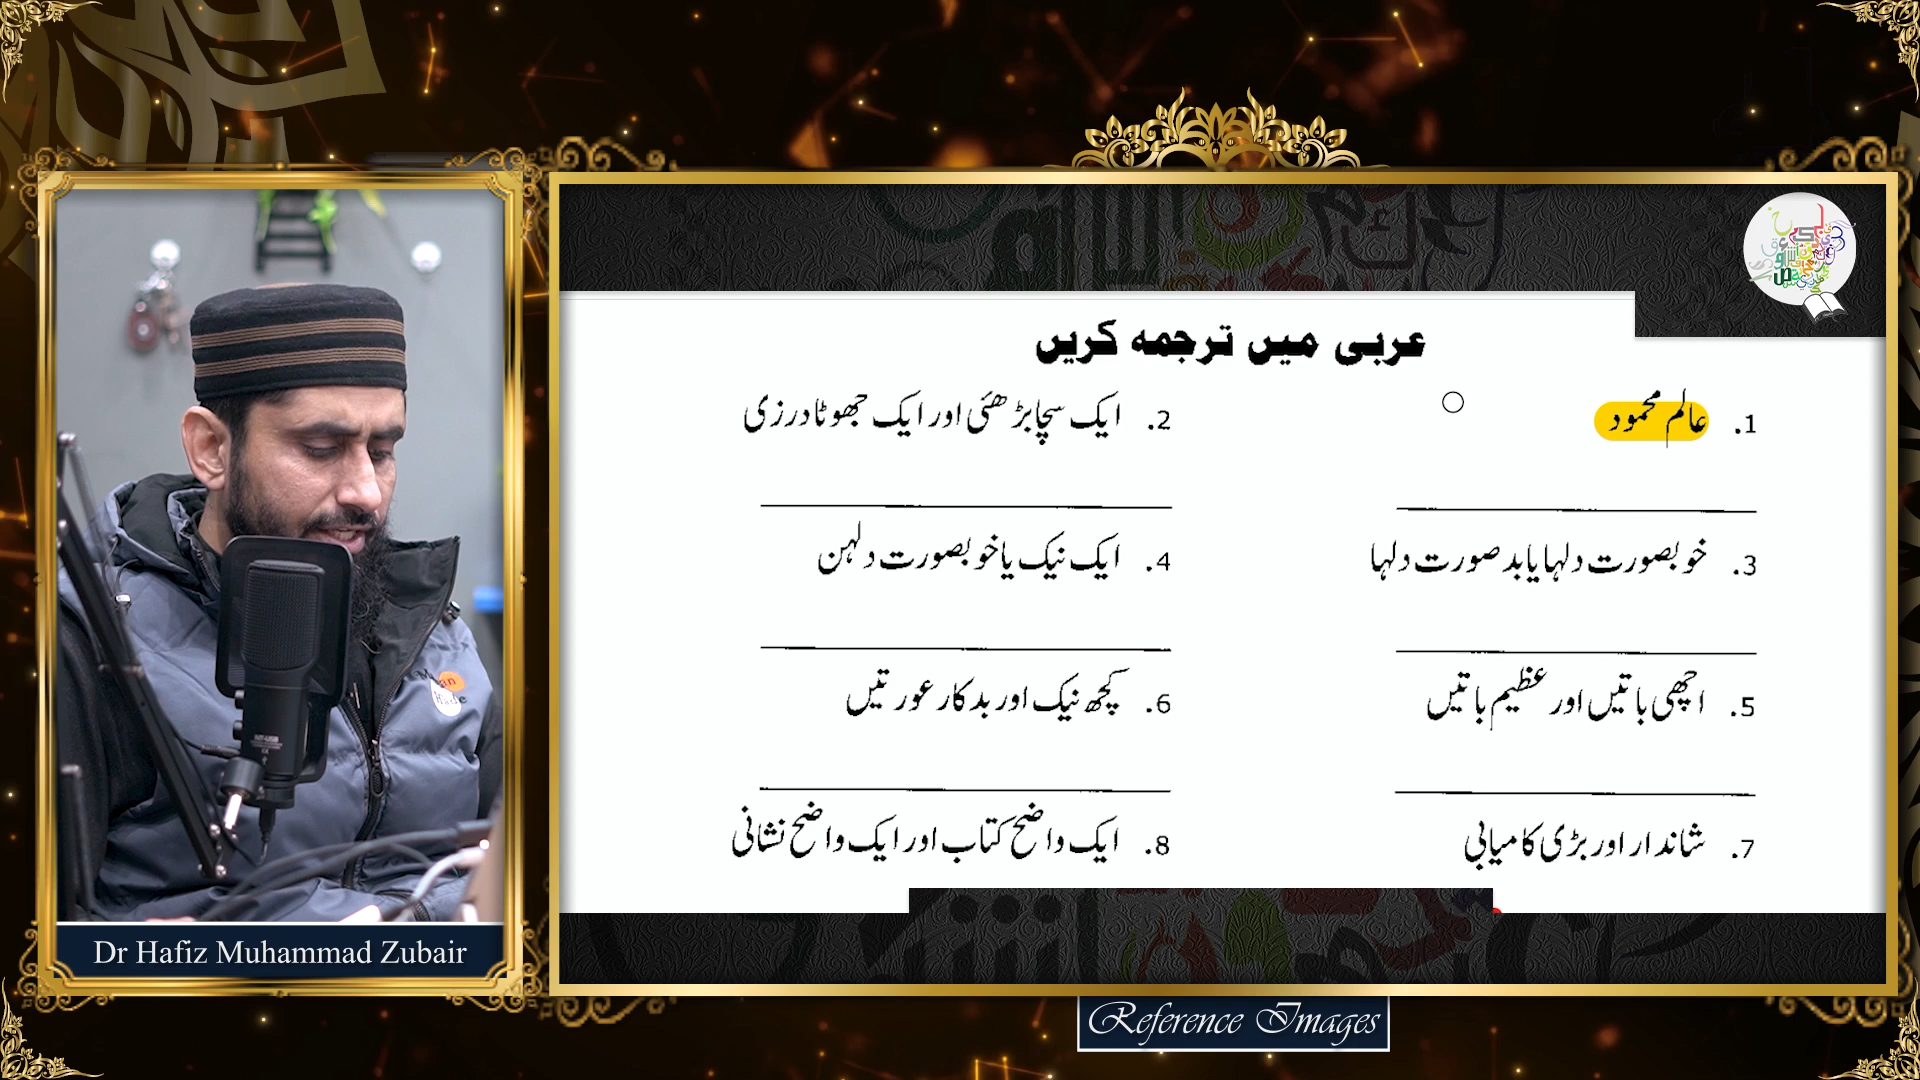 عربی میں ترجمہ کریں
1. عالم محمود
2. ایک سچا بڑھئی اور ایک جھوٹا درزی
3. خوبصورت دلہا یا بدصورت دلہا
4. ایک نیک یا خوبصورت دلہن
5. اچھی باتیں اور عظیم باتیں
6. کچھ نیک اور بدکار عورتیں
7. شاندار اور بڑی کامیابی
8. ایک واضح کتاب اور ایک واضح نشانی
Dr Hafiz Muhammad Zubair
Reference Images